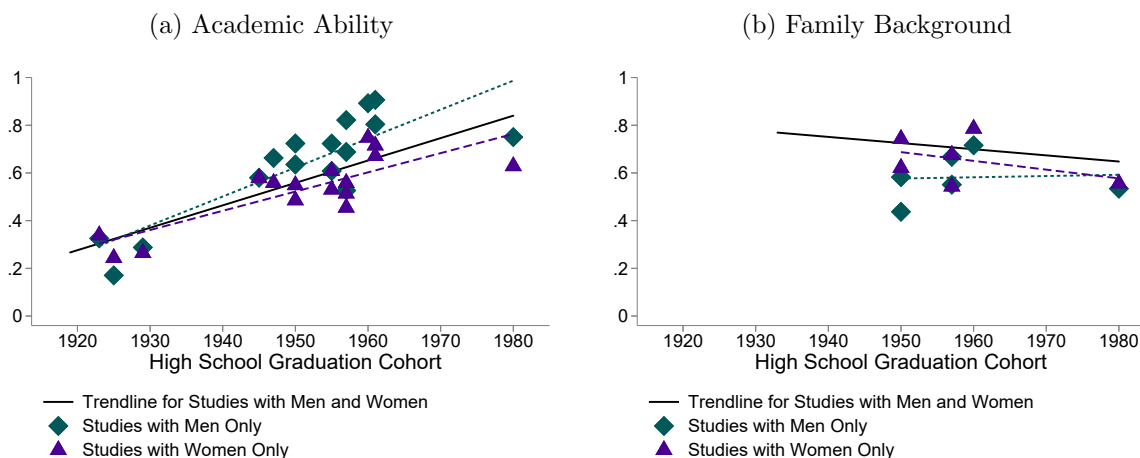 (a) Academic Ability
1
.8
.6
.4
.2
0
1920 1930 1940 1950 1960 1970 1980
High School Graduation Cohort
Trendline for Studies with Men and Women
Studies with Men Only
Studies with Women Only
(b) Family Background
1
.8
.6
.4
.2
0
1920 1930 1940 1950 1960 1970 1980
High School Graduation Cohort
Trendline for Studies with Men and Women
Studies with Men Only
Studies with Women Only